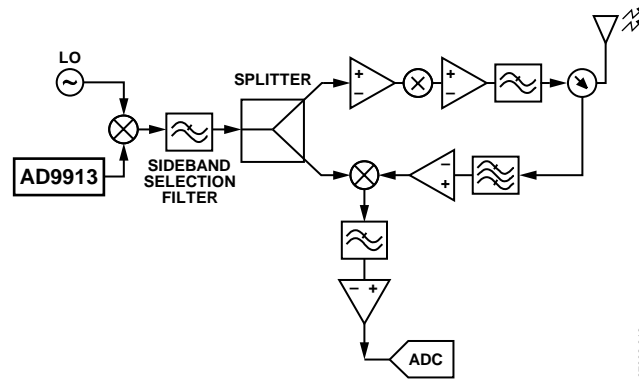 LO
SPLITTER
AD9913
SIDEBAND
SELECTION
FILTER
+
−
+
−
−
+
− +
ADC